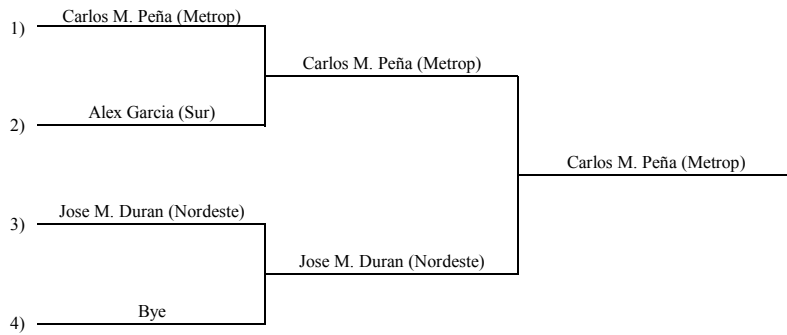 1) Carlos M. Peña (Metrop)
Carlos M. Peña (Metrop)
2) Alex Garcia (Sur)
Carlos M. Peña (Metrop)
3) Jose M. Duran (Nordeste)
Jose M. Duran (Nordeste)
4) Bye